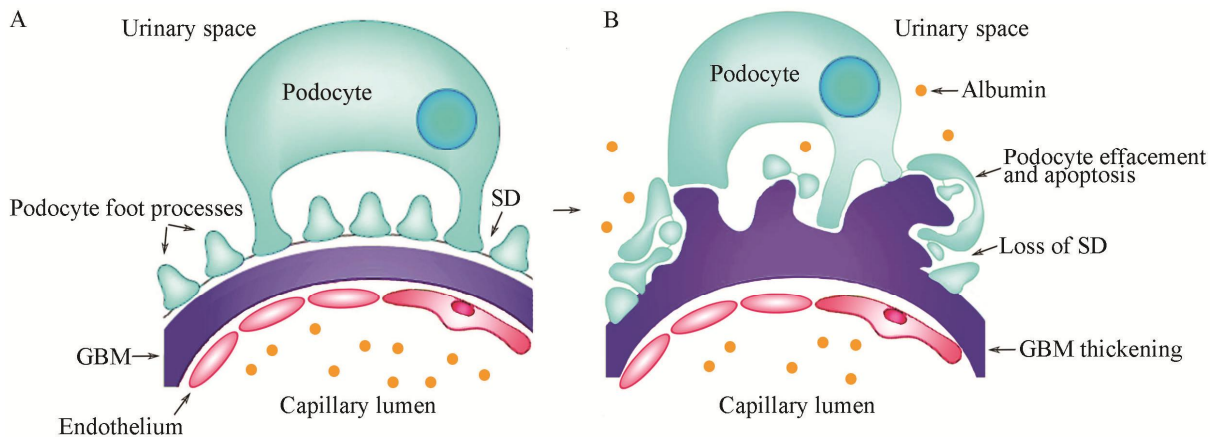 A
Urinary space
Podocyte
Podocyte foot processes
SD
GBM
Endothelium
Capillary lumen
B
Urinary space
Podocyte
Albumin
Podocyte effacement
and apoptosis
Loss of SD
GBM thickening
Capillary lumen